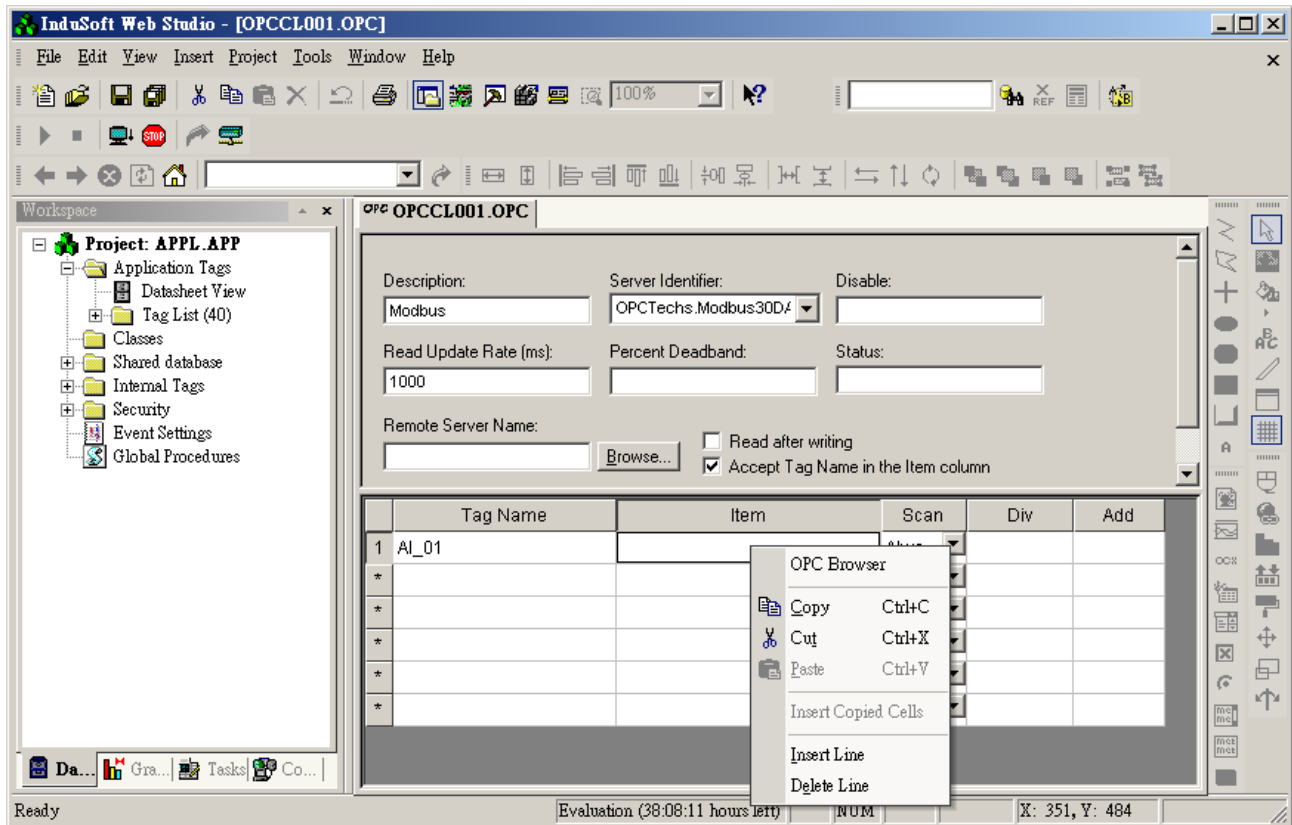 InduSoft Web Studio - [OPCCL001.OPC]
File Edit View Insert Project Tools Window Help
100%
X REF
STOP
Workspace
OPC OPCCL001.OPC
Project: APPL.APP
Application Tags
Datasheet View
Tag List (40)
Classes
Shared database
Internal Tags
Security
Event Settings
Global Procedures
Description: Server Identifier: Disable:
Modbus OPCTechs.Modbus30DA
Read Update Rate (ms): Percent Deadband: Status:
1000
Remote Server Name:
Browse...
Read after writing
Accept Tag Name in the Item column
Tag Name Item Scan Div Add
1 AI_01
*
*
*
*
*
OPC Browser
Copy Ctrl+C
Cut Ctrl+X
Paste Ctrl+V
Insert Copied Cells
Insert Line
Delete Line
ABC
A
OCX
Da... Gra... Tasks Co...
Ready Evaluation (38:08:11 hours left) NUM X: 351, Y: 484